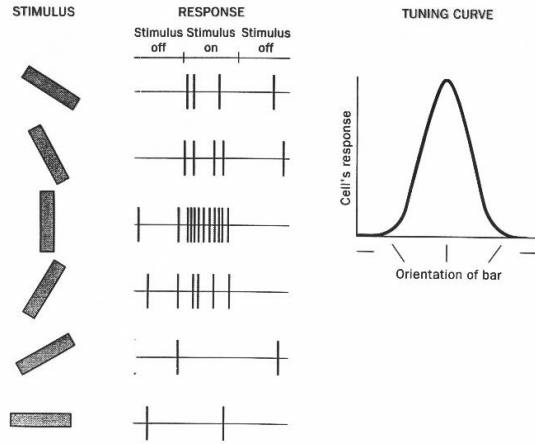 STIMULUS
RESPONSE
TUNING CURVE
Stimulus Stimulus Stimulus
off on off
Cell's response
Orientation of bar